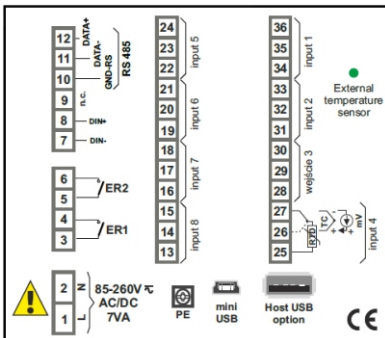 12
11
10
9
8
7
DATA+
DATA-
GND-RS
RS 485
n.c.
DIN+
DIN-
6
5
4
3
ER2
ER1
2
1
N
L
85-260V
AC/DC
7VA
24
23
22
21
20
19
18
17
16
15
14
13
input 5
input 6
input 7
input 8
36
35
34
33
32
31
30
29
28
27
26
25
input 1
input 2
wejście 3
input 4
RTD
TC
mV
External
temperature
sensor
PE
mini
USB
Host USB
option
CE